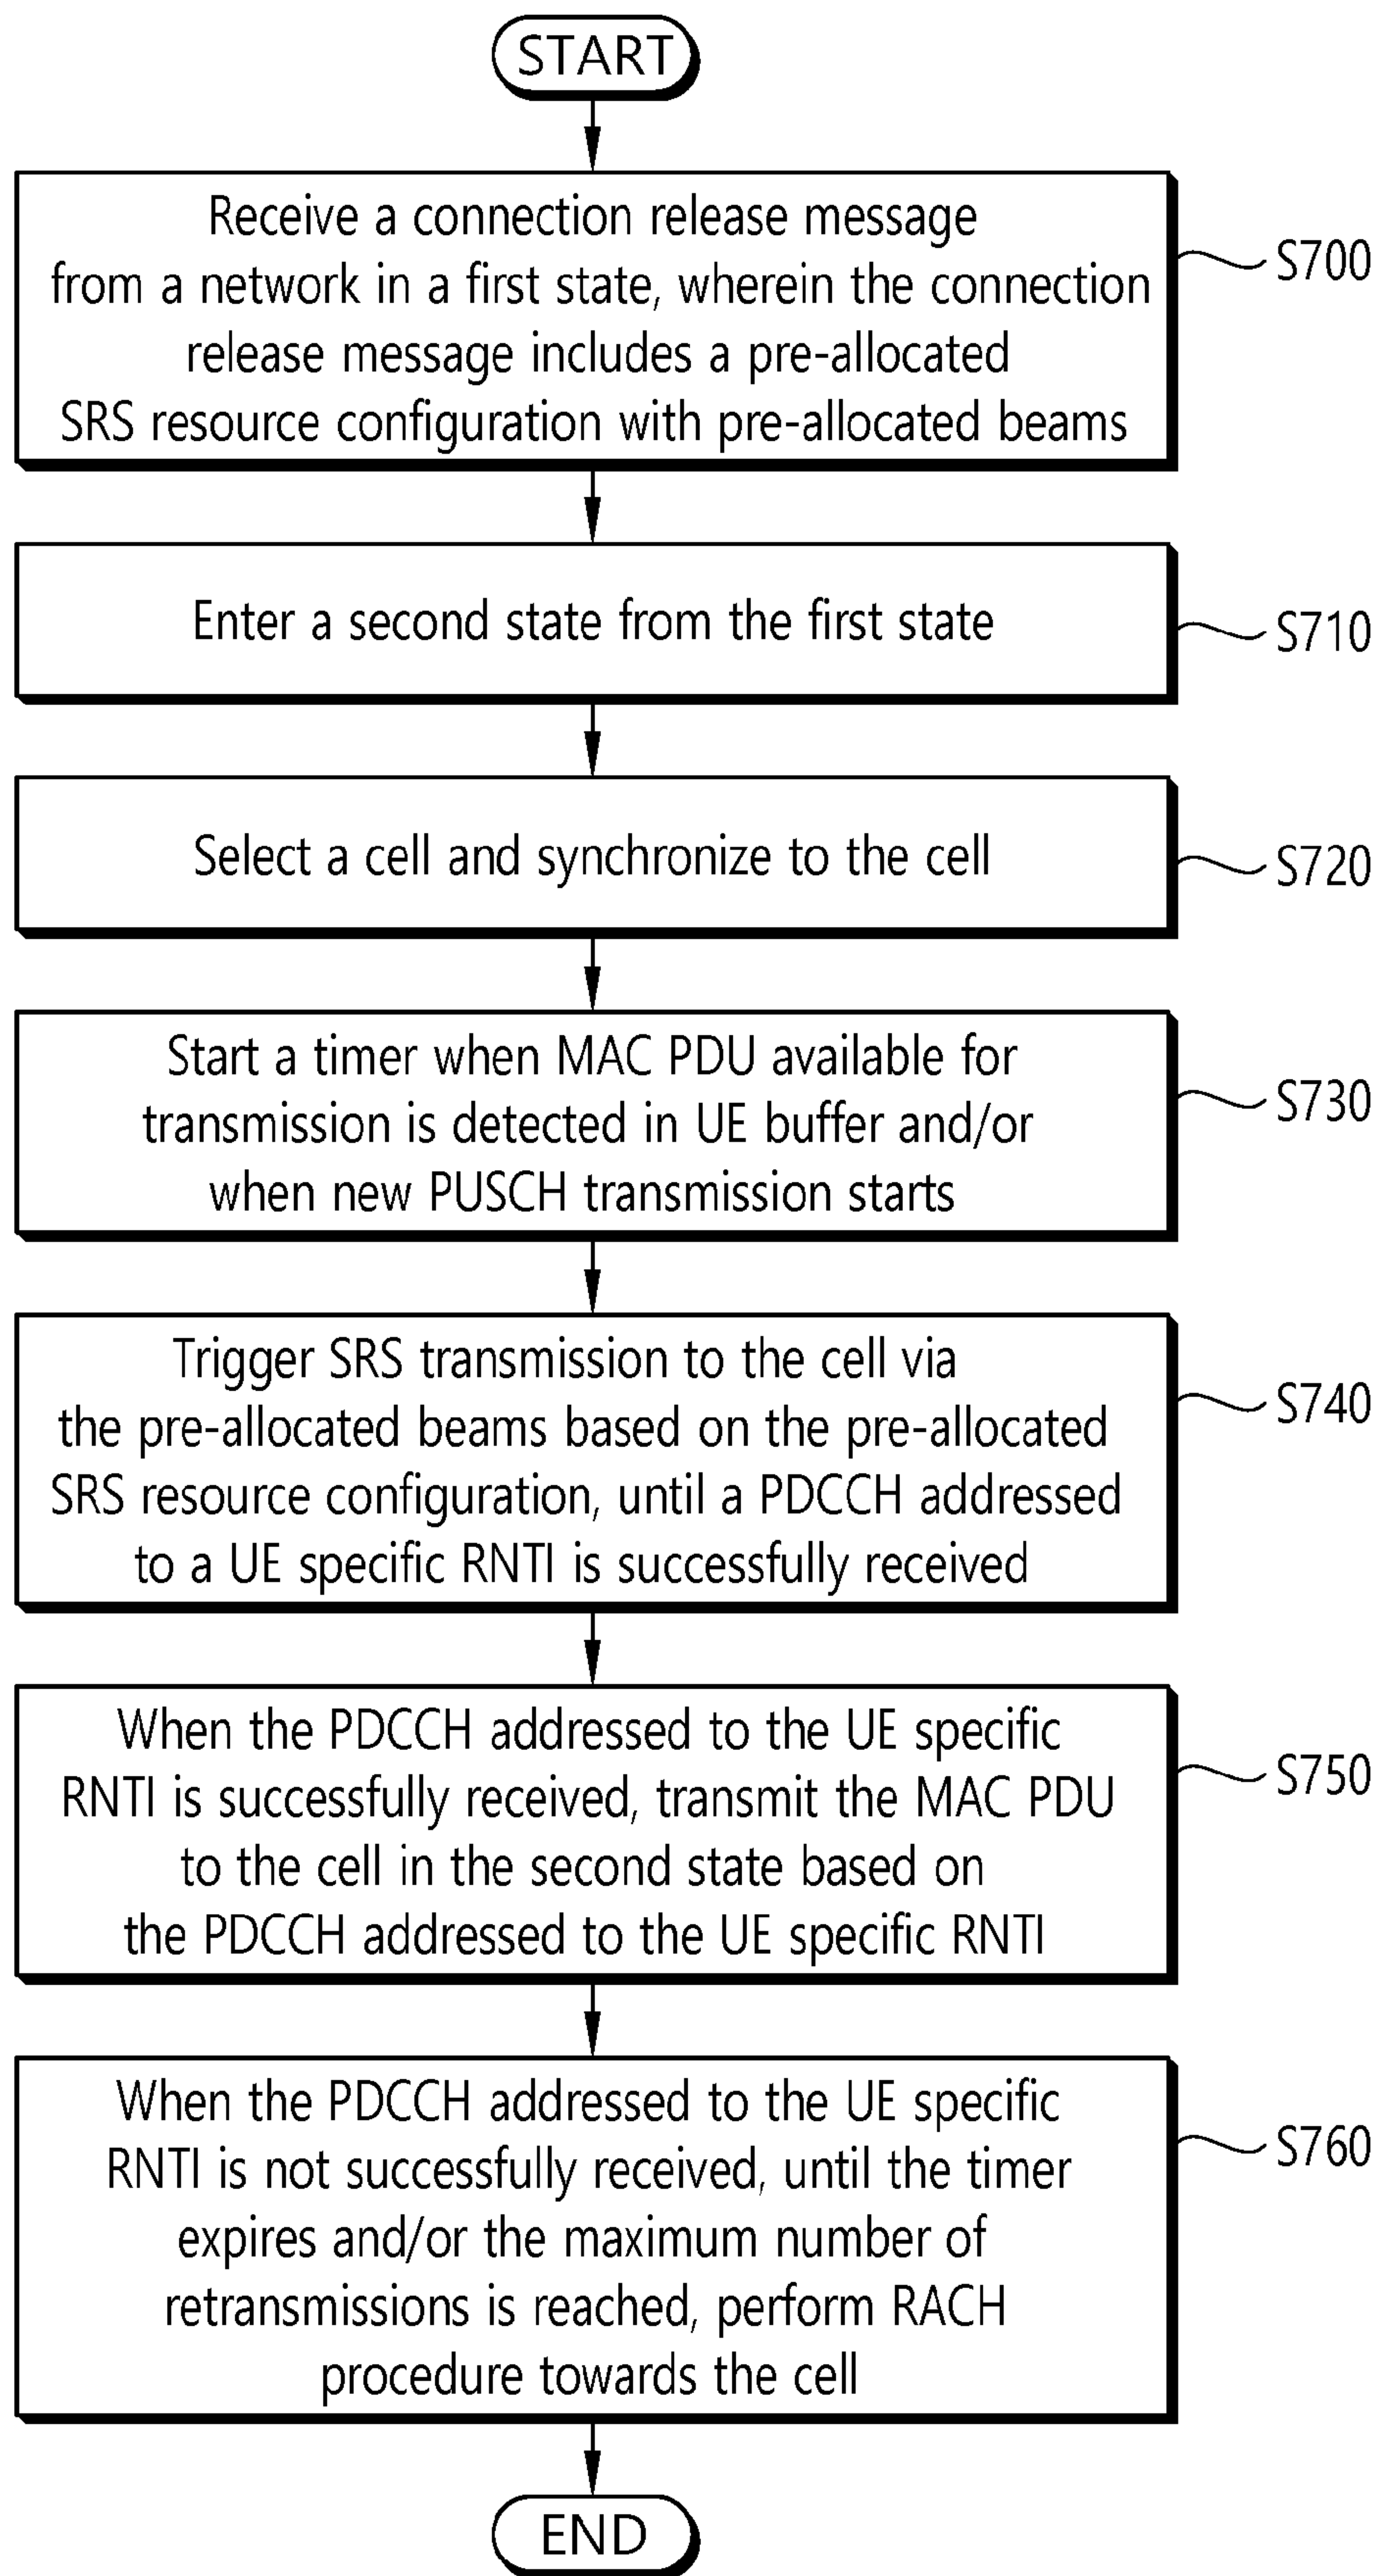 START
Receive a connection release message
from a network in a first state, wherein the connection
release message includes a pre-allocated
SRS resource configuration with pre-allocated beams
S700
Enter a second state from the first state
S710
Select a cell and synchronize to the cell
S720
Start a timer when MAC PDU available for
transmission is detected in UE buffer and/or
when new PUSCH transmission starts
S730
Trigger SRS transmission to the cell via
the pre-allocated beams based on the pre-allocated
SRS resource configuration, until a PDCCH addressed
to a UE specific RNTI is successfully received
S740
When the PDCCH addressed to the UE specific
RNTI is successfully received, transmit the MAC PDU
to the cell in the second state based on
the PDCCH addressed to the UE specific RNTI
S750
When the PDCCH addressed to the UE specific
RNTI is not successfully received, until the timer
expires and/or the maximum number of
retransmissions is reached, perform RACH
procedure towards the cell
S760
END